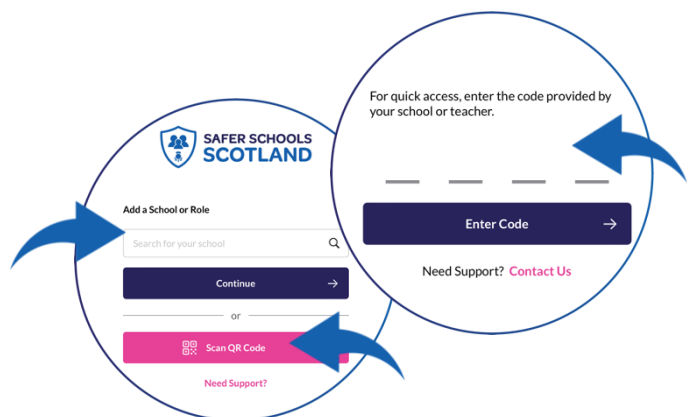 SAFER SCHOOLS
SCOTLAND
Add a School or Role
Search for your school
Continue
or
Scan QR Code
Need Support?
For quick access, enter the code provided by
your school or teacher.
Enter Code
Need Support? Contact Us